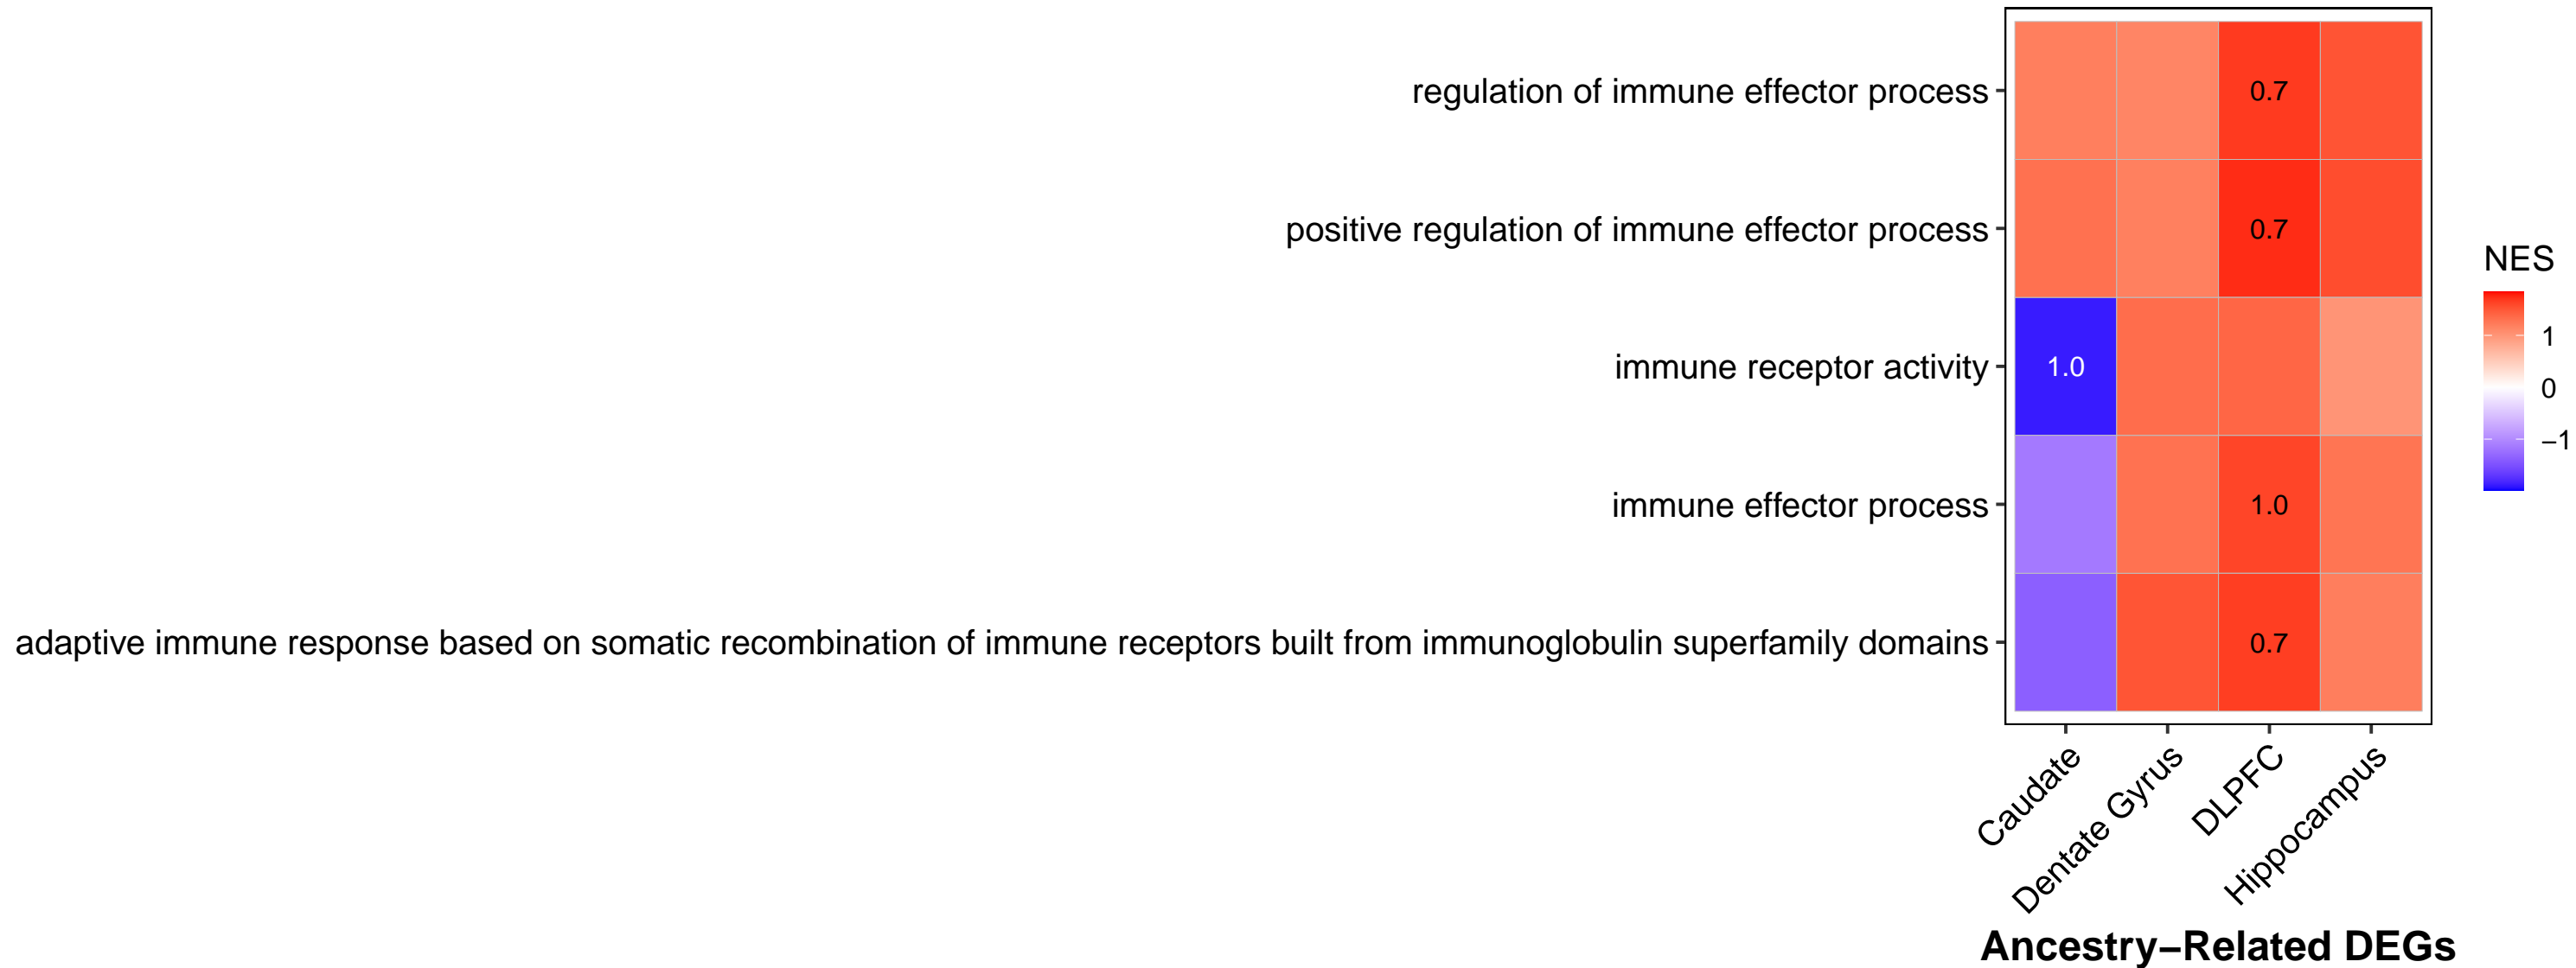 regulation of immune effector process
0.7
positive regulation of immune effector process
0.7
immune receptor activity
1.0
immune effector process
1.0
adaptive immune response based on somatic recombination of immune receptors built from immunoglobulin superfamily domains
0.7
Caudate
Dentate Gyrus
DLPFC
Hippocampus
Ancestry−Related DEGs
NES
1
0
−1